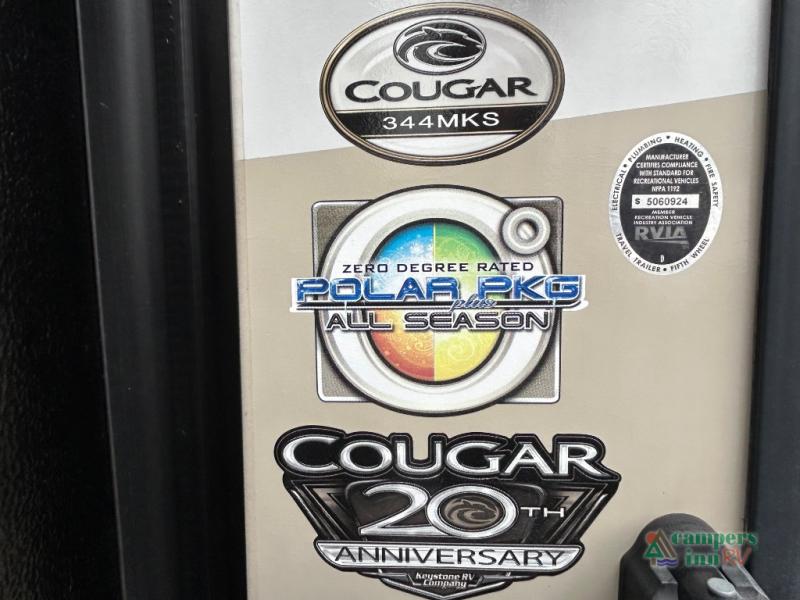 COUGAR
344MKS
ELECTRICAL • PLUMBING • HEATING • FIRE SAFETY
MANUFACTURER
CERTIFIES COMPLIANCE
WITH STANDARD FOR
RECREATIONAL VEHICLES
NFPA 1192
S 5060924
MEMBER
RECREATION VEHICLE
INDUSTRY ASSOCIATION
RVIA
D
TRAVEL TRAILER • FIFTH WHEEL
ZERO DEGREE RATED
POLAR PKG
plus
ALL SEASON
COUGAR
20TH
ANNIVERSARY
Keystone RV
Company
campers
inn RV